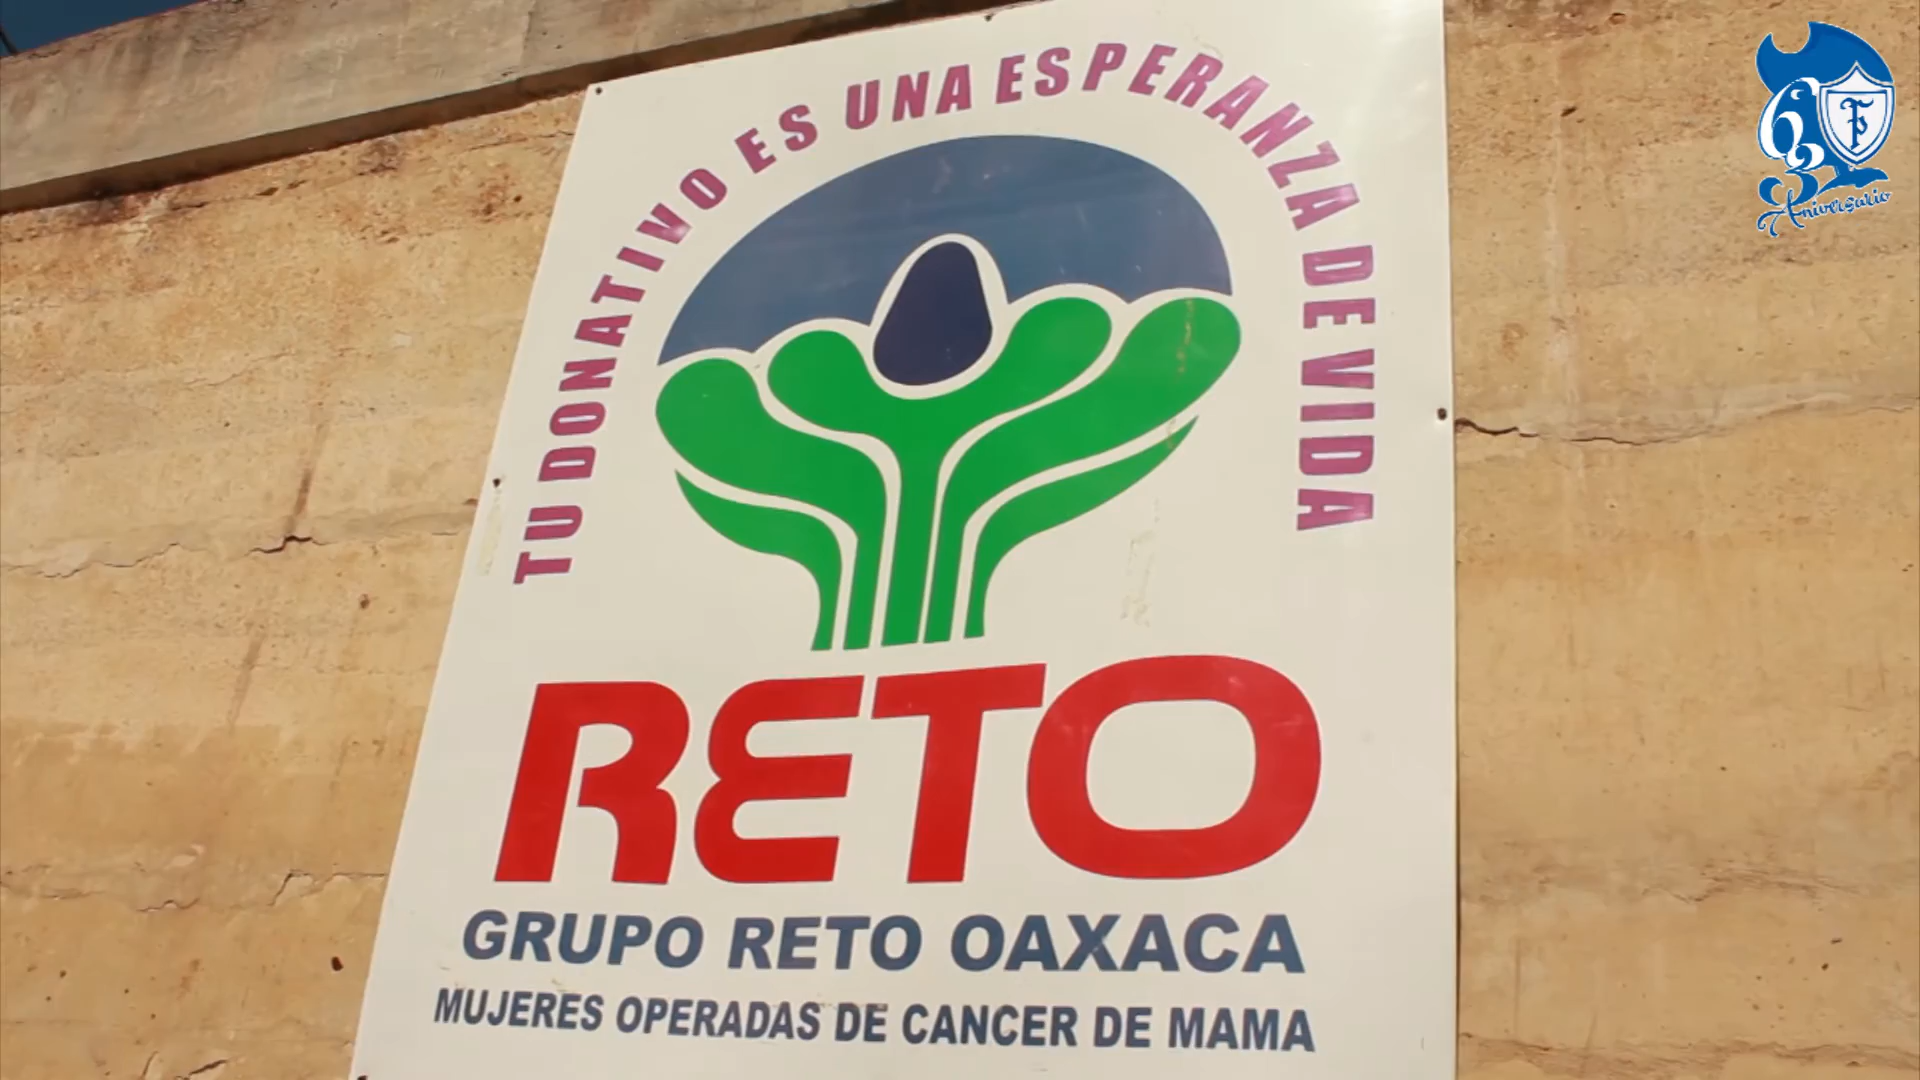 TU DONATIVO ES UNA ESPERANZA DE VIDA
RETO
GRUPO RETO OAXACA
MUJERES OPERADAS DE CANCER DE MAMA
63
TP
Aniversario